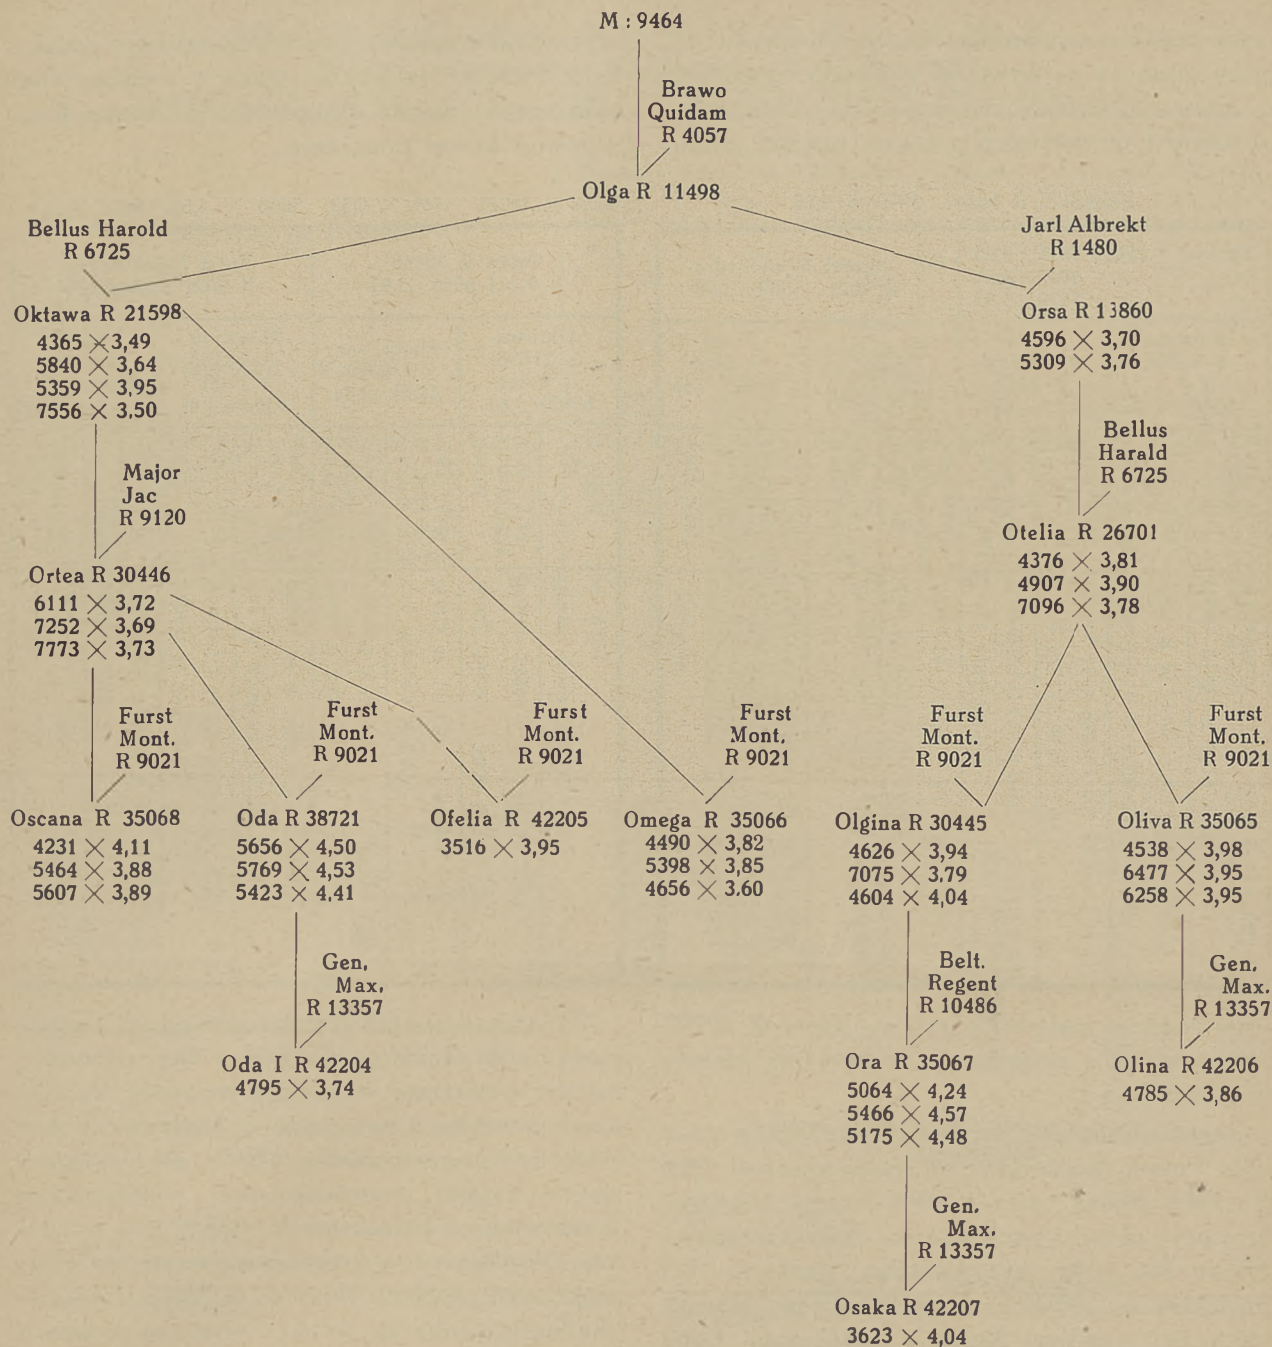 M : 9464
Brawo
Quidam
R 4057
Olga R 11498
Bellus Harold
R 6725
Jarl Albrekt
R 1480
Oktawa R 21598
4365 × 3,49
5840 × 3,64
5359 × 3,95
7556 × 3,50
Orsa R 13860
4596 × 3,70
5309 × 3,76
Major
Jac
R 9120
Bellus
Harald
R 6725
Ortea R 30446
6111 × 3,72
7252 × 3,69
7773 × 3,73
Otelia R 26701
4376 × 3,81
4907 × 3,90
7096 × 3,78
Furst
Mont.
R 9021
Oscana R 35068
4231 × 4,11
5464 × 3,88
5607 × 3,89
Furst
Mont.
R 9021
Oda R 38721
5656 × 4,50
5769 × 4,53
5423 × 4,41
Furst
Mont.
R 9021
Ofelia R 42205
3516 × 3,95
Furst
Mont.
R 9021
Omega R 35066
4490 × 3,82
5398 × 3,85
4656 × 3.60
Furst
Mont.
R 9021
Olgina R 30445
4626 × 3,94
7075 × 3,79
4604 × 4,04
Furst
Mont.
R 9021
Oliva R 35065
4538 × 3,98
6477 × 3,95
6258 × 3,95
Gen.
Max.
R 13357
Oda I R 42204
4795 × 3,74
Belt.
Regent
R 10486
Ora R 35067
5064 × 4,24
5466 × 4,57
5175 × 4,48
Gen.
Max.
R 13357
Olina R 42206
4785 × 3,86
Gen.
Max.
R 13357
Osaka R 42207
3623 × 4,04